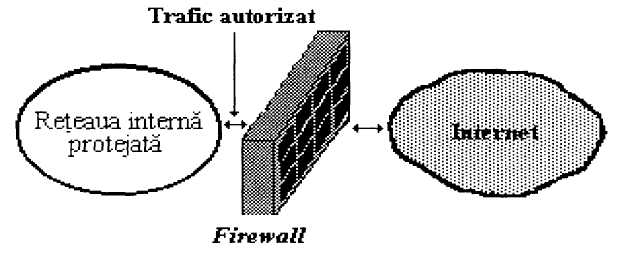 Trafic autorizat
Rețeaua internă
protejată
Internet
Firewall